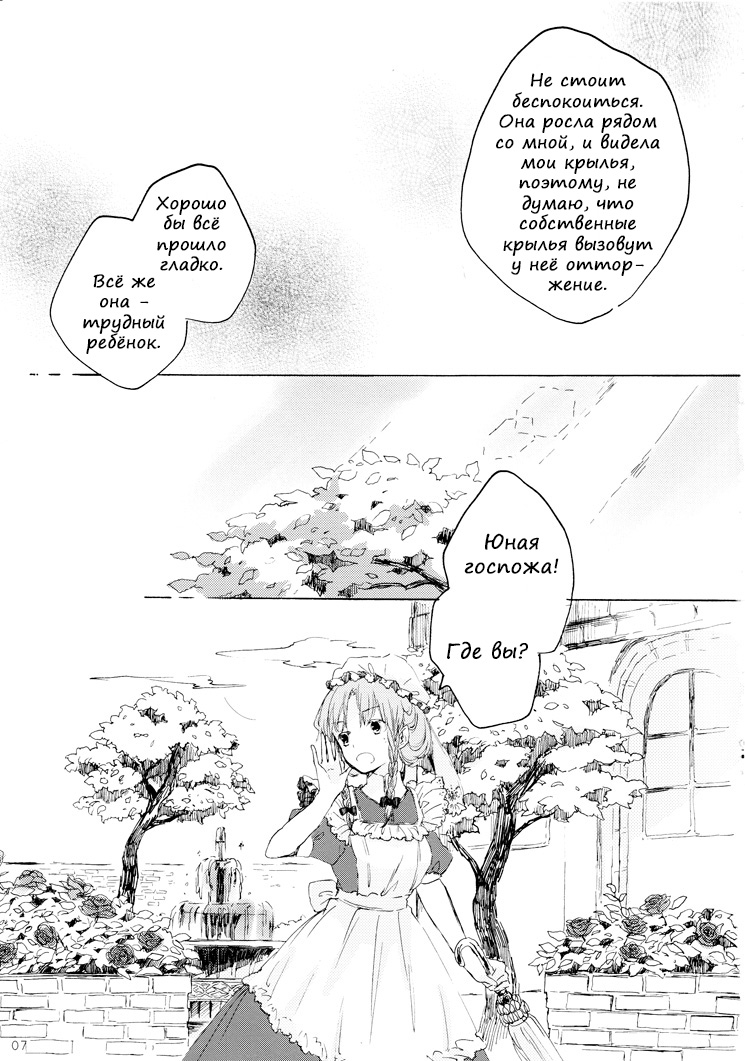 Не стоит
беспокоиться.
Она росла рядом
со мной, и видела
мои крылья,
поэтому, не
думаю, что
собственные
крылья вызовут
у неё оттор-
жение.
Хорошо
бы всё
прошло
гладко.
Всё же
она -
трудный
ребёнок.
Юная
госпожа!
Где вы?
07